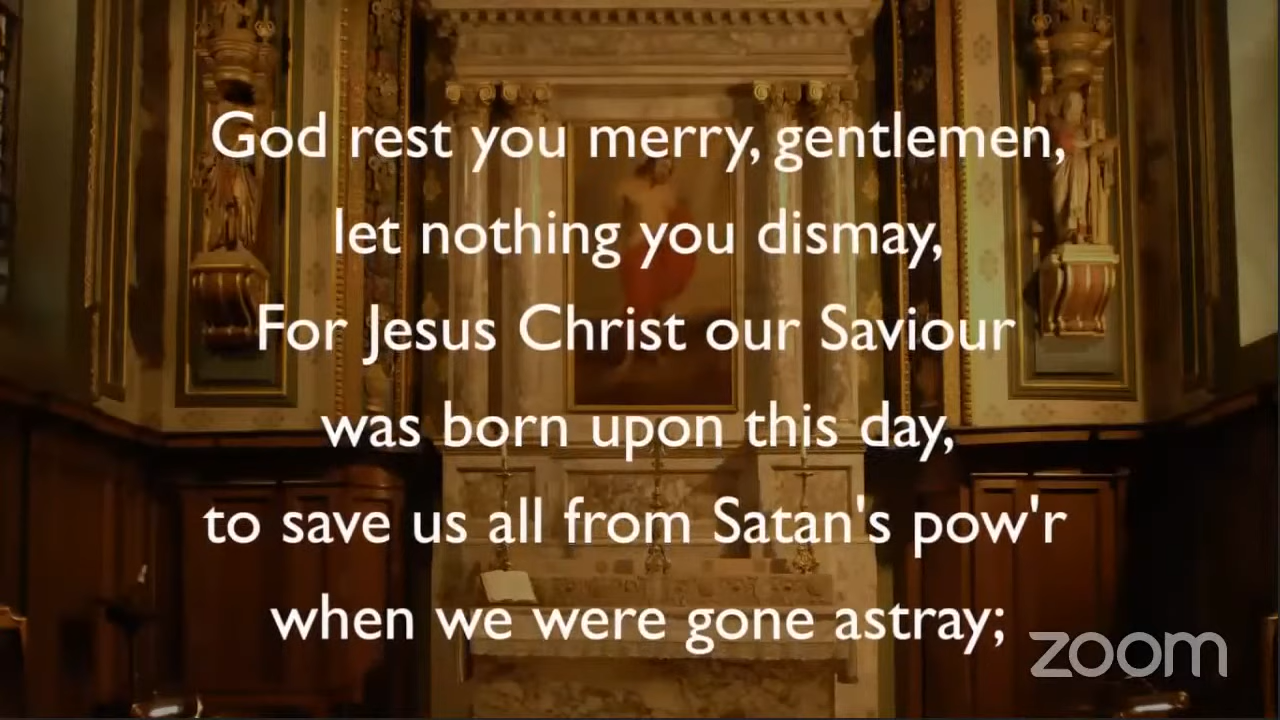 God rest you merry, gentlemen,
let nothing you dismay,
For Jesus Christ our Saviour
was born upon this day,
to save us all from Satan's pow'r
when we were gone astray;
zoom